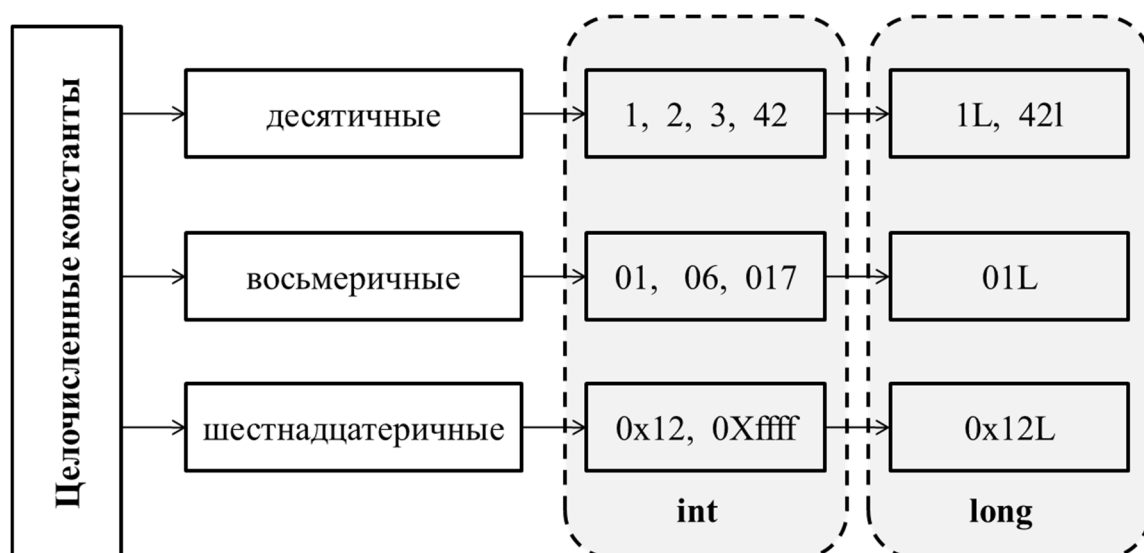 Целочисленные константы
десятичные
1, 2, 3, 42
1L, 42l
восьмеричные
01, 06, 017
01L
шестнадцатеричные
0x12, 0Xffff
0x12L
int
long